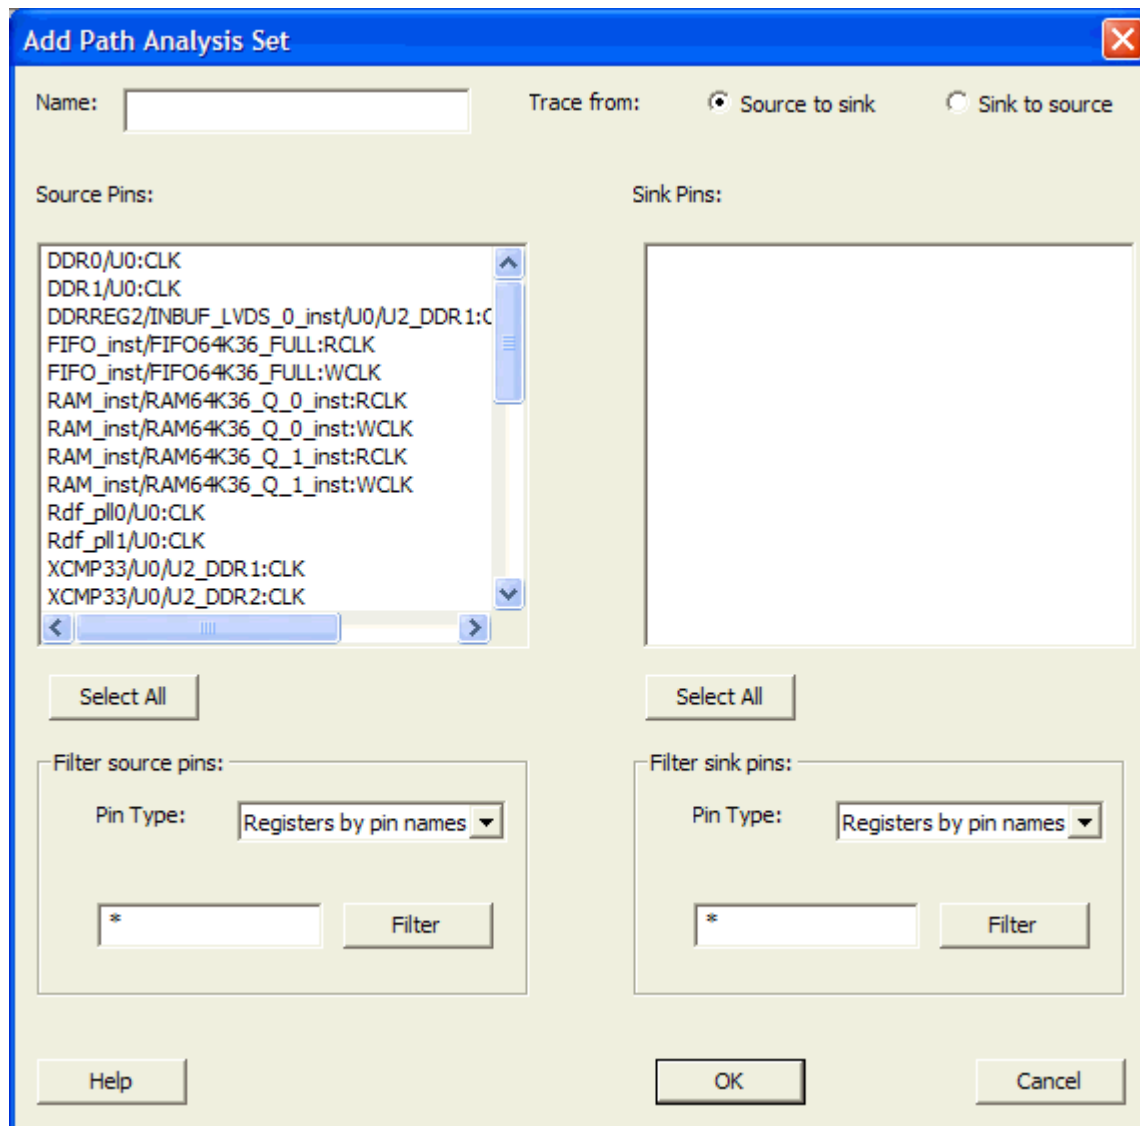 Add Path Analysis Set
Name: Trace from: Source to sink Sink to source
Source Pins: Sink Pins:
DDR0/U0:CLK
DDR1/U0:CLK
DDRREG2/INBUF_LVDS_0_inst/U0/U2_DDR1:C
FIFO_inst/FIFO64K36_FULL:RCLK
FIFO_inst/FIFO64K36_FULL:WCLK
RAM_inst/RAM64K36_Q_0_inst:RCLK
RAM_inst/RAM64K36_Q_0_inst:WCLK
RAM_inst/RAM64K36_Q_1_inst:RCLK
RAM_inst/RAM64K36_Q_1_inst:WCLK
Rdf_pll0/U0:CLK
Rdf_pll1/U0:CLK
XCMP33/U0/U2_DDR1:CLK
XCMP33/U0/U2_DDR2:CLK
Select All Select All
Filter source pins: Filter sink pins:
Pin Type: Registers by pin names Pin Type: Registers by pin names
* Filter * Filter
Help OK Cancel